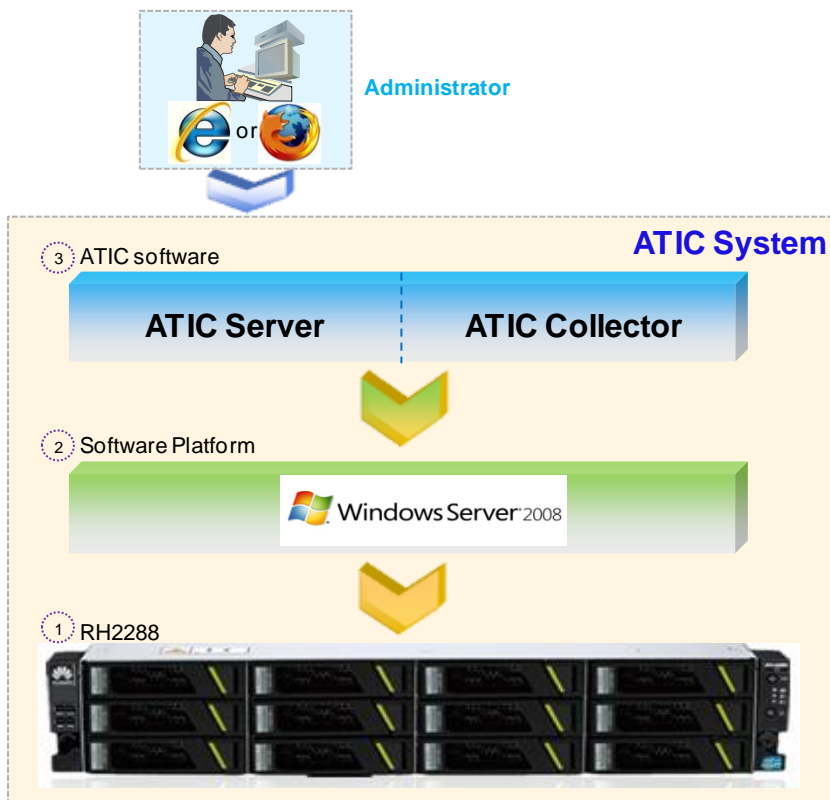 Administrator
or
ATIC System
3 ATIC software
ATIC Server
ATIC Collector
2 Software Platform
Windows Server 2008
1 RH2288